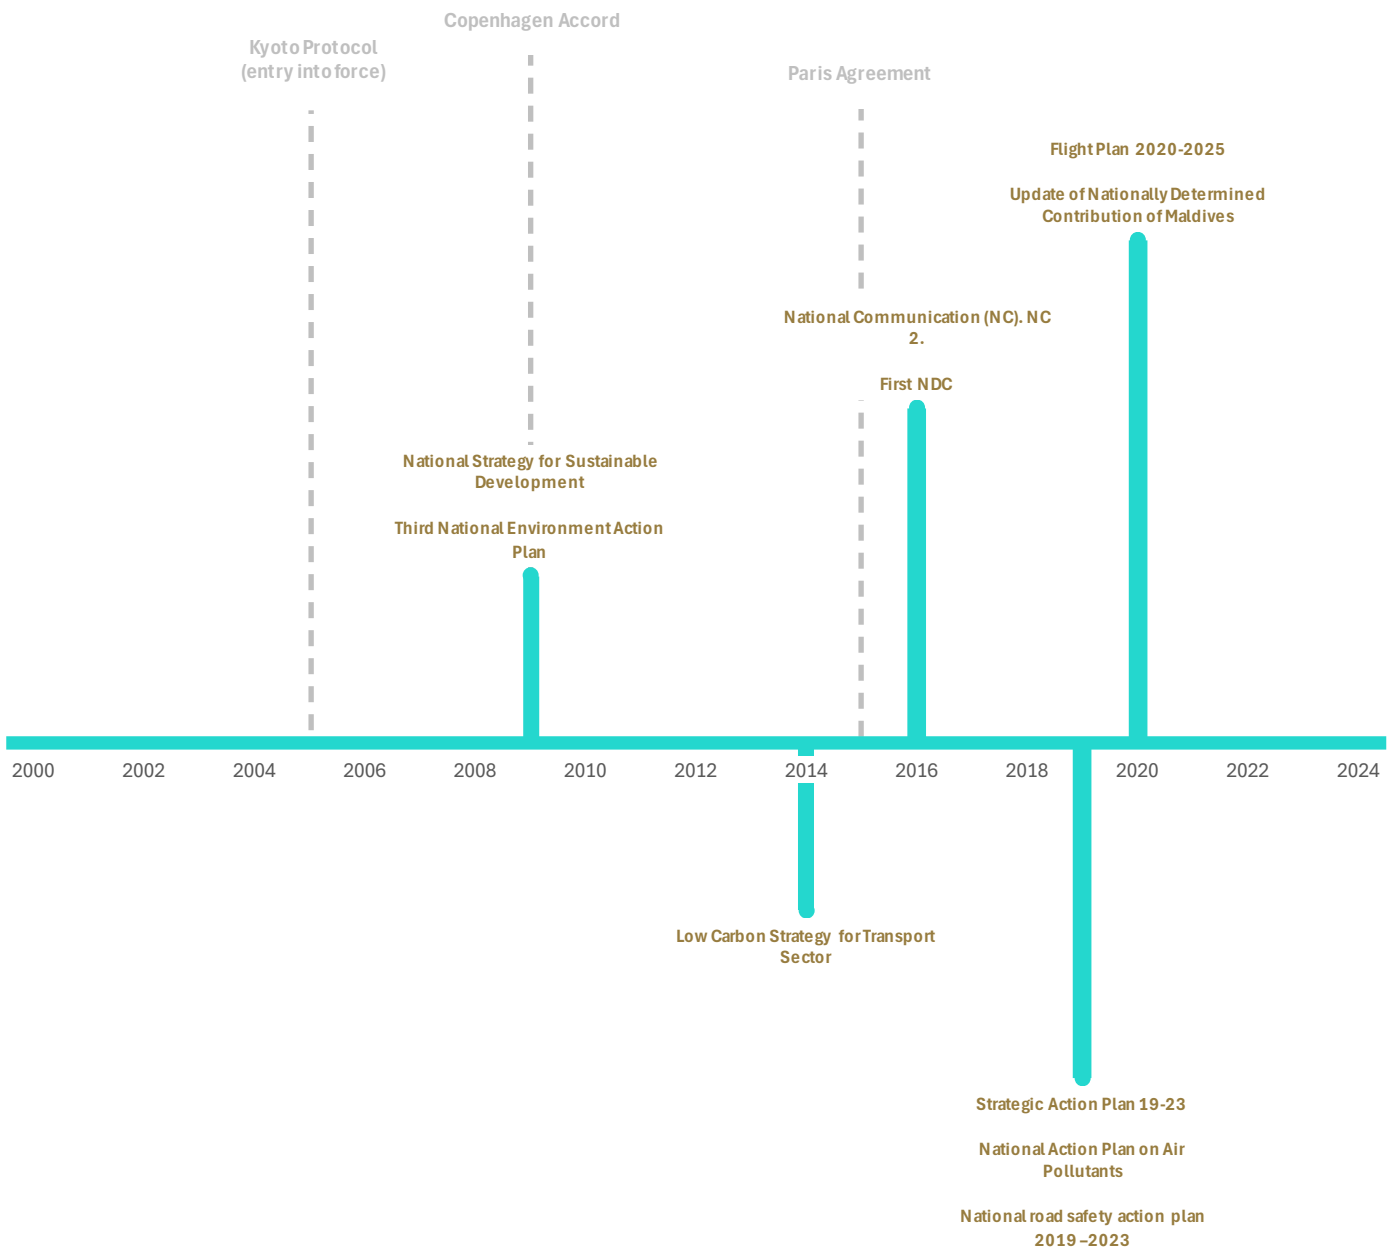 Copenhagen Accord
Kyoto Protocol
(entry into force)
Paris Agreement
Flight Plan 2020-2025
Update of Nationally Determined
Contribution of Maldives
National Communication (NC). NC
2.
First NDC
National Strategy for Sustainable
Development
Third National Environment Action
Plan
2000 2002 2004 2006 2008 2010 2012 2014 2016 2018 2020 2022 2024
Low Carbon Strategy for Transport
Sector
Strategic Action Plan 19-23
National Action Plan on Air
Pollutants
National road safety action plan
2019 –2023